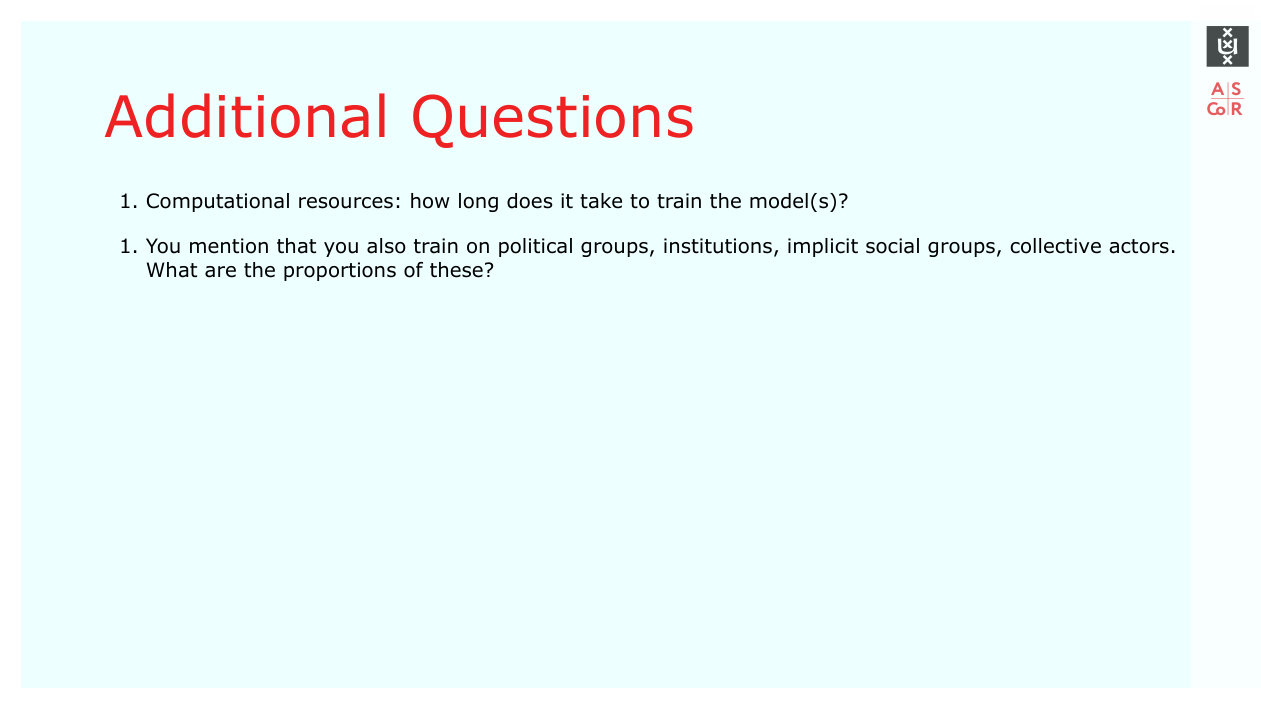 Additional Questions
1. Computational resources: how long does it take to train the model(s)?
1. You mention that you also train on political groups, institutions, implicit social groups, collective actors.
What are the proportions of these?
A S
Co R